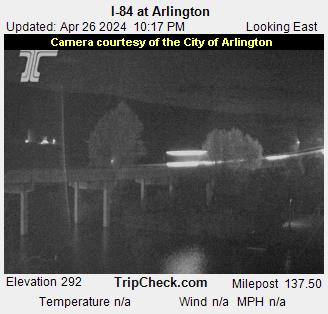 I-84 at Arlington
Updated: Apr 26 2024 10:17 PM Looking East
Camera courtesy of the City of Arlington
Elevation 292 TripCheck.com Milepost 137.50
Temperature n/a Wind n/a MPH n/a